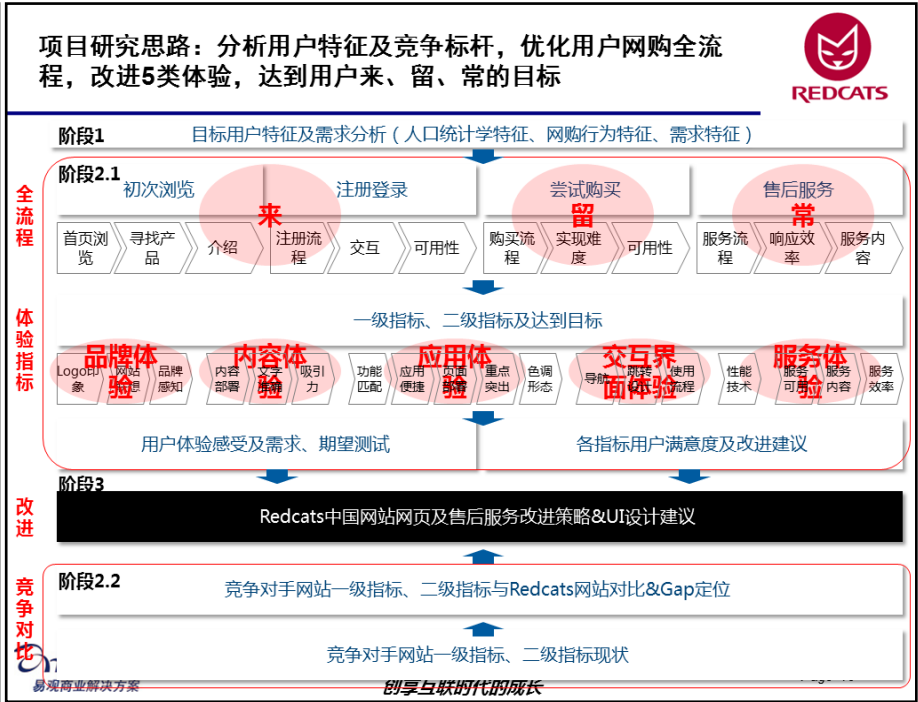 项目研究思路：分析用户特征及竞争标杆，优化用户网购全流
程，改进5类体验，达到用户来、留、常的目标
REDCATS
阶段1
目标用户特征及需求分析（人口统计学特征、网购行为特征、需求特征）
全流程
阶段2.1
初次浏览
注册登录
尝试购买
售后服务
来
留
常
首页浏览
寻找产品
介绍
注册流程
交互
可用性
购买流程
实现难度
可用性
服务流程
响应效率
服务内容
体验指标
一级指标、二级指标及达到目标
品牌体验
内容体验
应用体验
交互界面体验
服务体验
Logo印象
网站
品牌感知
内容部署
文字
吸引力
功能匹配
应用便捷
页面
重点突出
色调形态
导航
跳转
使用流程
性能技术
服务
服务内容
服务效率
用户体验感受及需求、期望测试
各指标用户满意度及改进建议
改进
阶段3
Redcats中国网站网页及售后服务改进策略&UI设计建议
竞争对比
阶段2.2
竞争对手网站一级指标、二级指标与Redcats网站对比&Gap定位
竞争对手网站一级指标、二级指标现状
易观商业解决方案
创享互联时代的成长